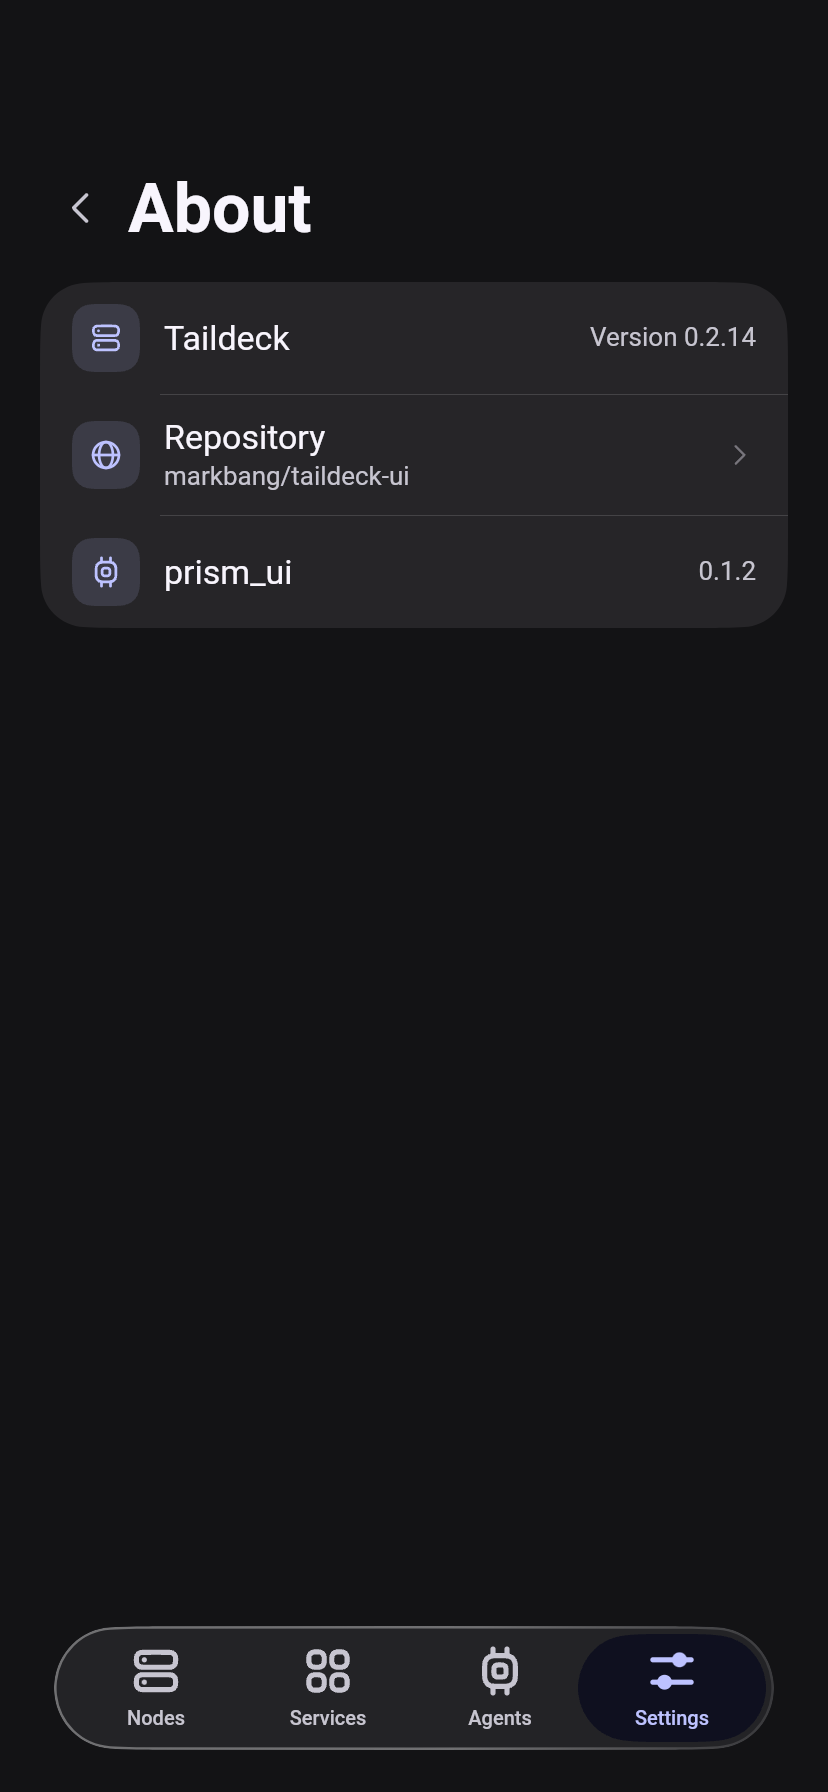 About
Taildeck
Version 0.2.14
Repository
markbang/taildeck-ui
prism_ui
0.1.2
Nodes
Services
Agents
Settings